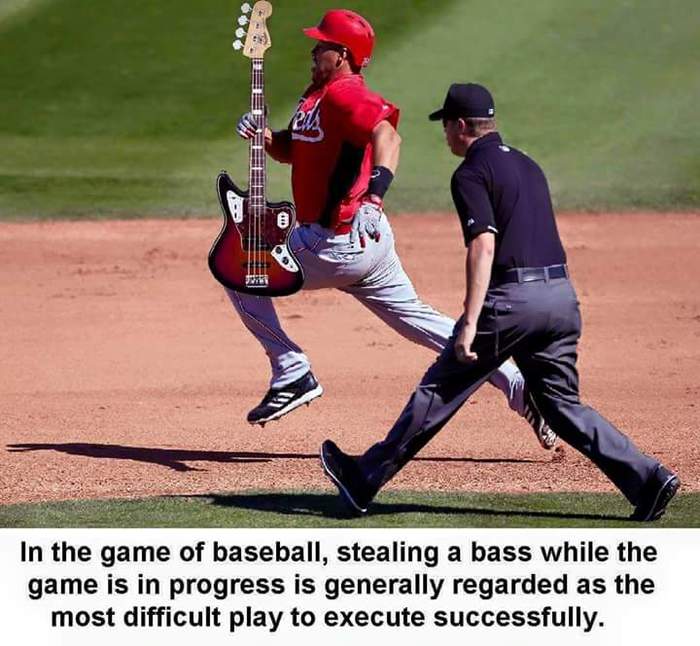 Reds
In the game of baseball, stealing a bass while the
game is in progress is generally regarded as the
most difficult play to execute successfully.